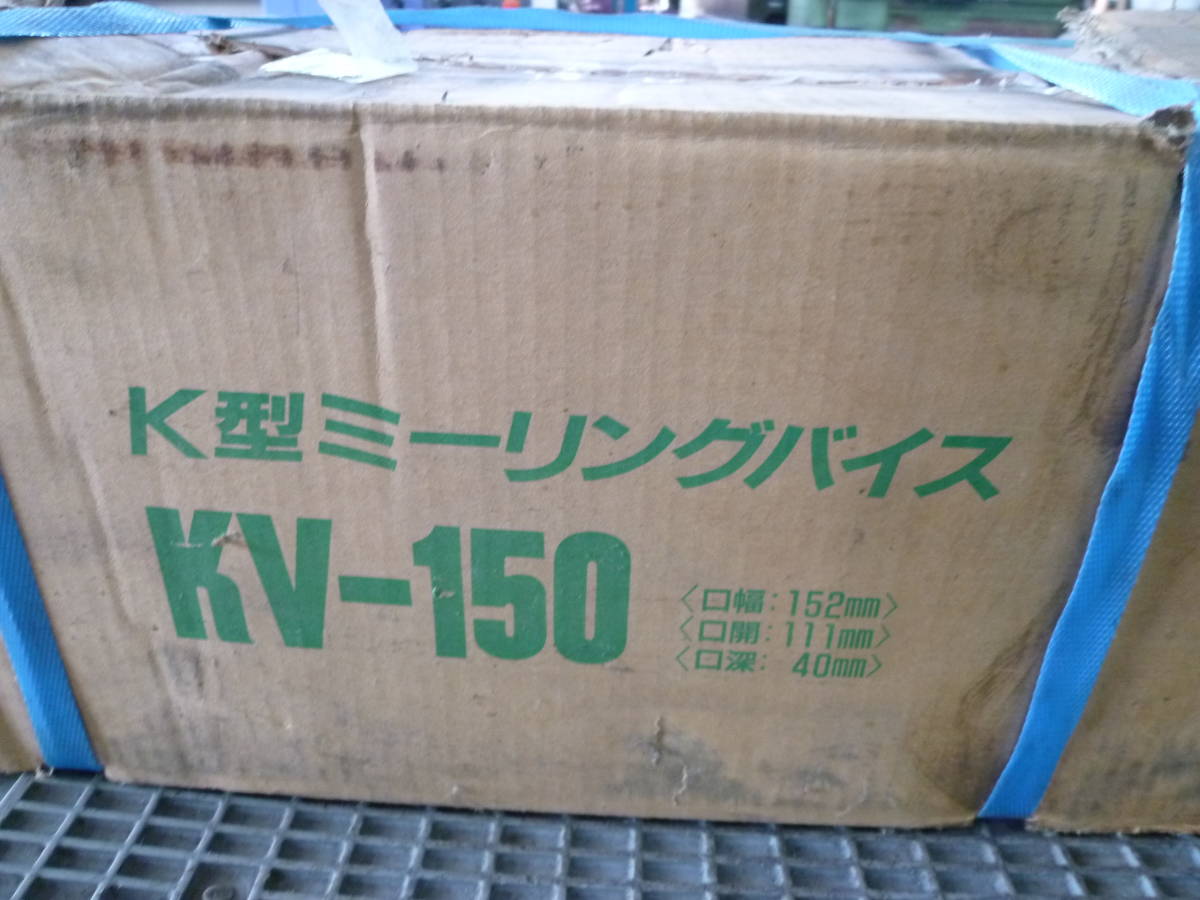 K型ミーリングバイス
KV-150
〈口幅: 152mm〉
〈口開: 111mm〉
〈口深: 40mm〉